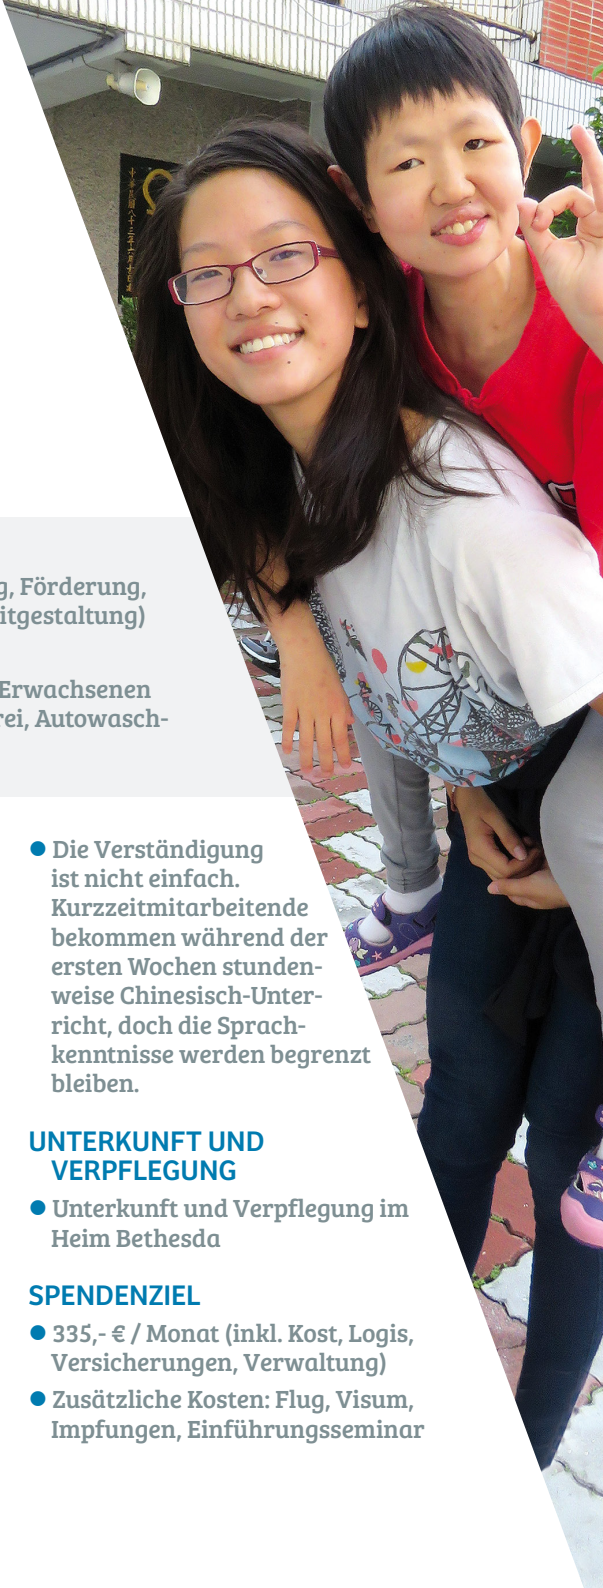 g, Förderung,
itgestaltung)
Erwachsenen
rei, Autowasch-
● Die Verständigung
ist nicht einfach.
Kurzzeitmitarbeitende
bekommen während der
ersten Wochen stunden-
weise Chinesisch-Unter-
richt, doch die Sprach-
kenntnisse werden begrenzt
bleiben.
UNTERKUNFT UND
VERPFLEGUNG
● Unterkunft und Verpflegung im
Heim Bethesda
SPENDENZIEL
● 335,- € / Monat (inkl. Kost, Logis,
Versicherungen, Verwaltung)
● Zusätzliche Kosten: Flug, Visum,
Impfungen, Einführungsseminar